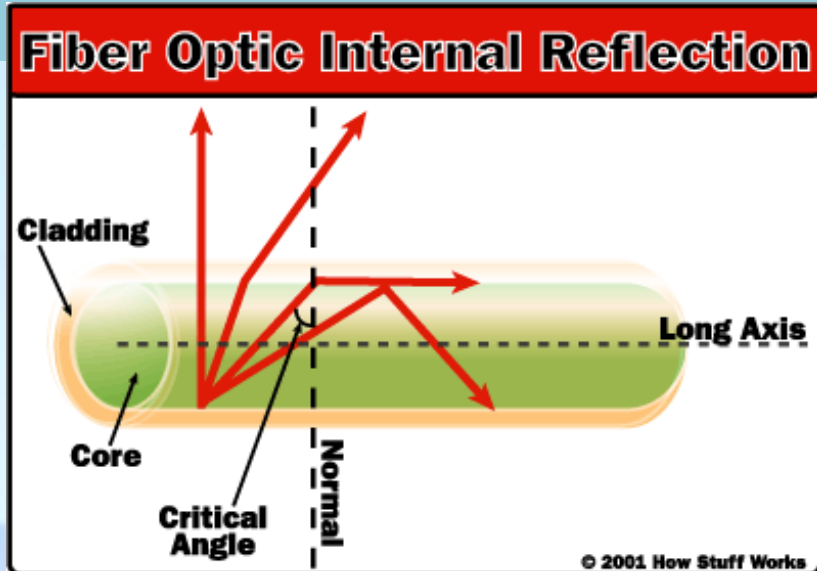 Fiber Optic Internal Reflection
Cladding
Long Axis
Core
Critical
Angle
Normal
© 2001 How Stuff Works